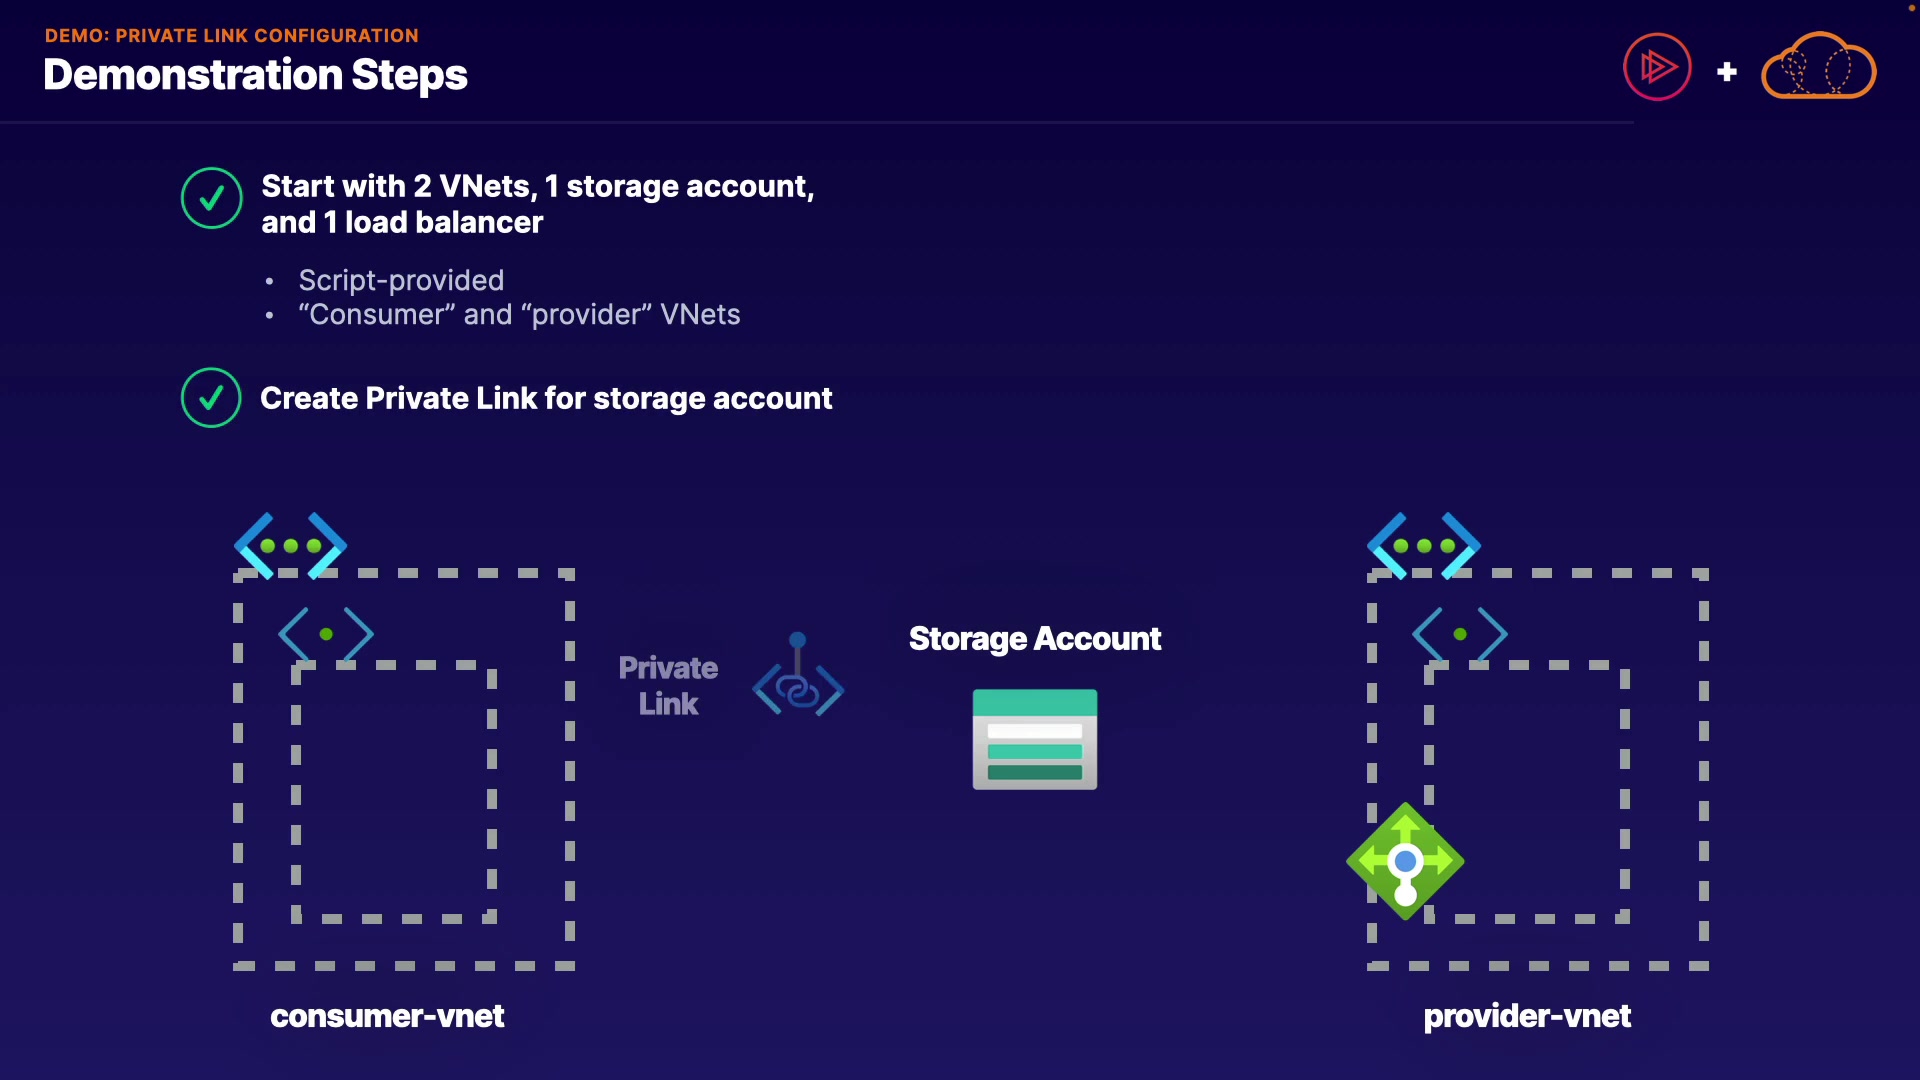 DEMO: PRIVATE LINK CONFIGURATION
Demonstration Steps
Start with 2 VNets, 1 storage account,
and 1 load balancer
• Script-provided
• “Consumer” and “provider” VNets
Create Private Link for storage account
Private
Link
Storage Account
consumer-vnet
provider-vnet